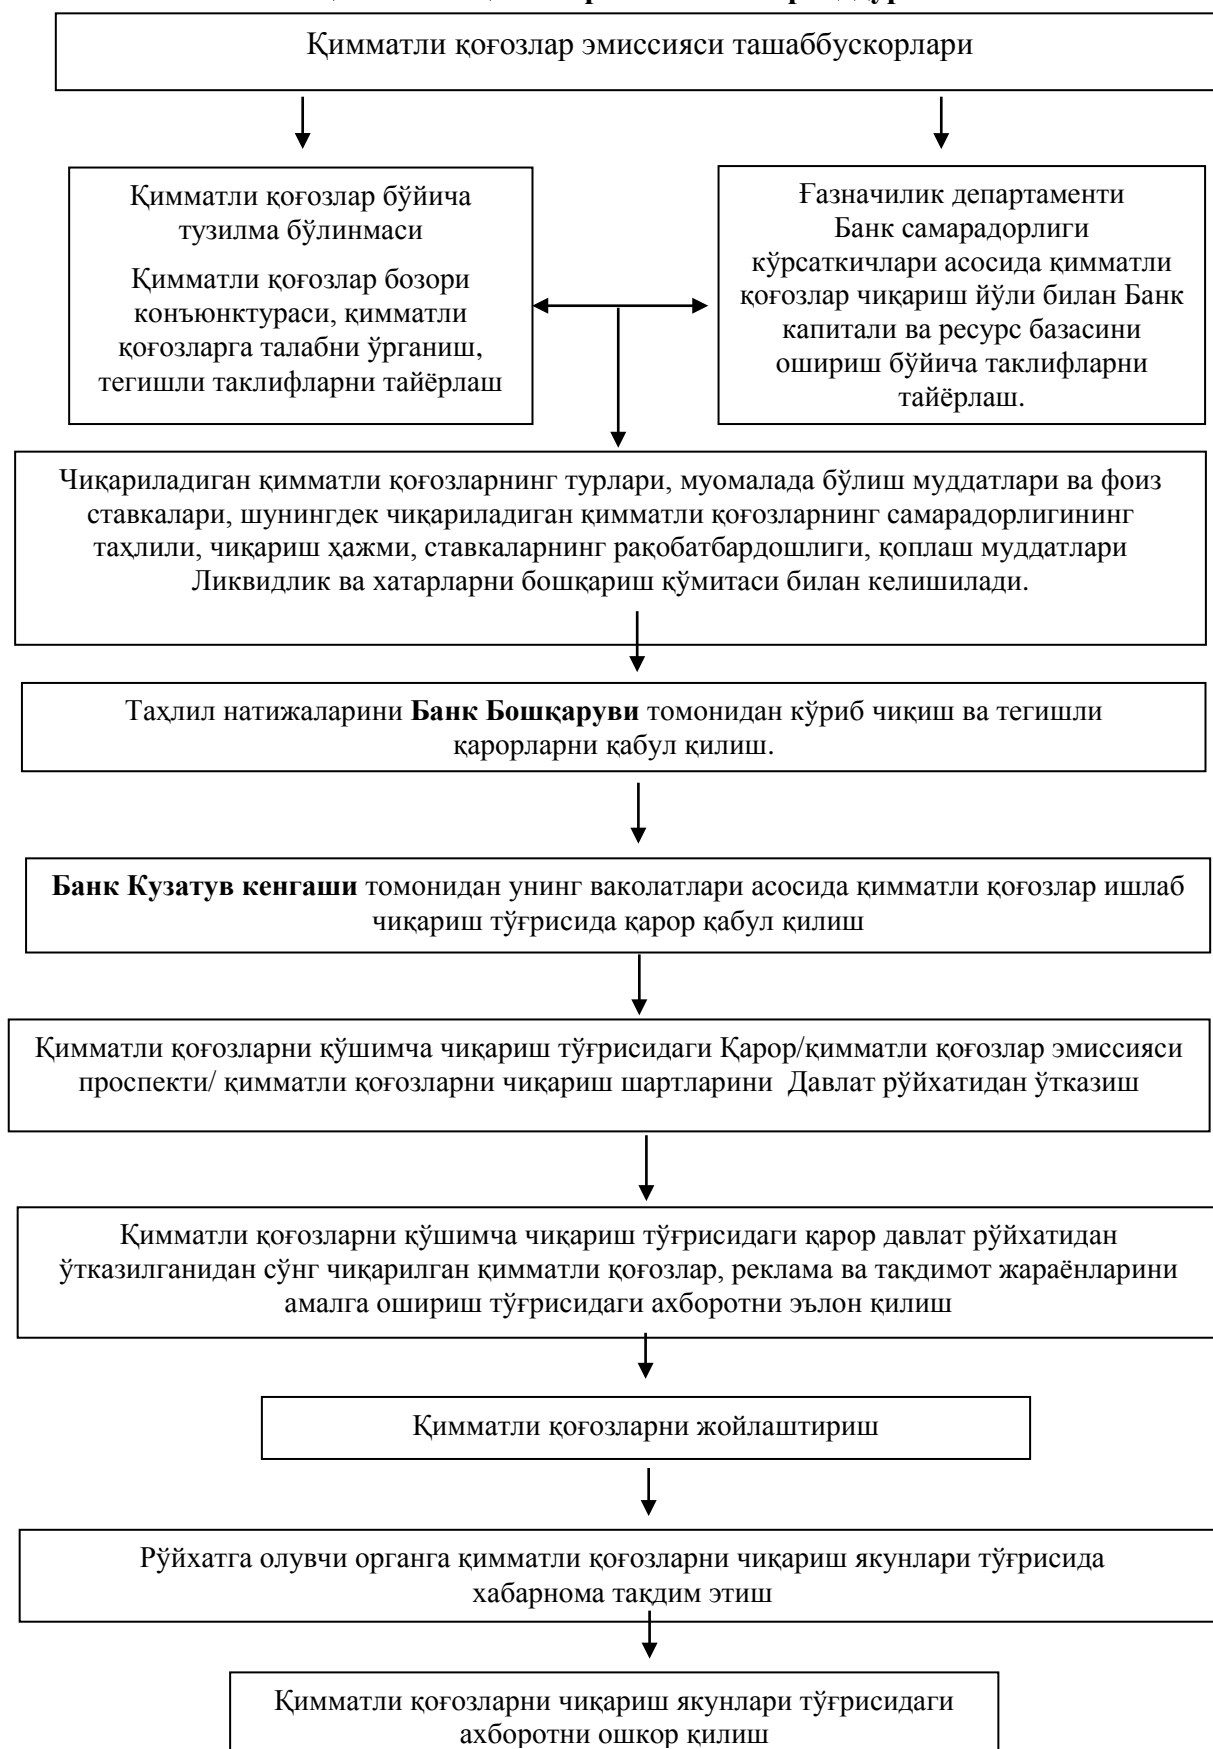 Қимматли қоғозлар эмиссияси ташаббускорлари
Қимматли қоғозлар бўйича
тузилма бўлинмаси
Қимматли қоғозлар бозори
конъюнктураси, қимматли
қоғозларга талабни ўрганиш,
тегишли таклифларни тайёрлаш
Ғазначилик департаменти
Банк самарадорлиги
кўрсаткичлари асосида қимматли
қоғозлар чиқариш йўли билан Банк
капитали ва ресурс базасини
ошириш бўйича таклифларни
тайёрлаш.
Чиқариладиган қимматли қоғозларнинг турлари, муомалада бўлиш муддатлари ва фоиз
ставкалари, шунингдек чиқариладиган қимматли қоғозларнинг самарадорлигининг
таҳлили, чиқариш ҳажми, ставкаларнинг рақобатбардошлиги, қоплаш муддатлари
Ликвидлик ва хатарларни бошқариш қўмитаси билан келишилади.
Таҳлил натижаларини Банк Бошқаруви томонидан кўриб чиқиш ва тегишли
қарорларни қабул қилиш.
Банк Кузатув кенгаши томонидан унинг ваколатлари асосида қимматли қоғозлар ишлаб
чиқариш тўғрисида қарор қабул қилиш
Қимматли қоғозларни қўшимча чиқариш тўғрисидаги Қарор/қимматли қоғозлар эмиссияси
проспекти/ қимматли қоғозларни чиқариш шартларини Давлат рўйхатидан ўтказиш
Қимматли қоғозларни қўшимча чиқариш тўғрисидаги қарор давлат рўйхатидан
ўтказилганидан сўнг чиқарилган қимматли қоғозлар, реклама ва тақдимот жараёнларини
амалга ошириш тўғрисидаги ахборотни эълон қилиш
Қимматли қоғозларни жойлаштириш
Рўйхатга олувчи органга қимматли қоғозларни чиқариш якунлари тўғрисида
хабарнома тақдим этиш
Қимматли қоғозларни чиқариш якунлари тўғрисидаги
ахборотни ошкор қилиш